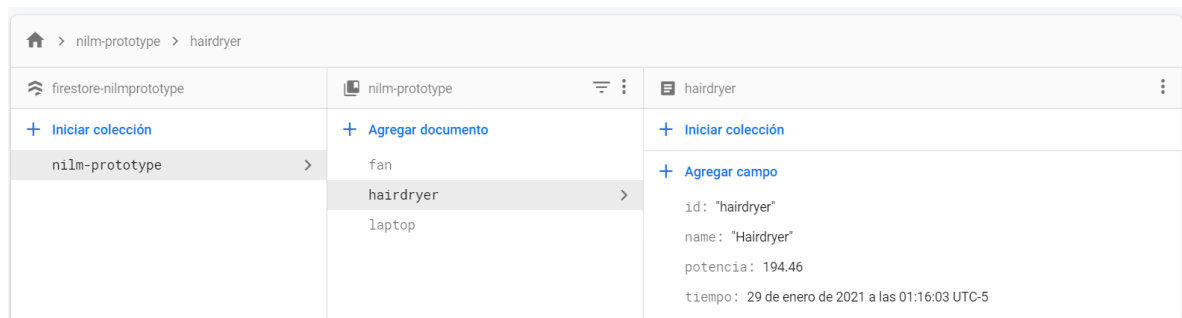 nilm-prototype > hairdryer
firestore-nilmprototype
nilm-prototype
hairdryer
+ Iniciar colección
+ Agregar documento
+ Iniciar colección
nilm-prototype >
fan
hairdryer >
laptop
+ Agregar campo
id: "hairdryer"
name: "Hairdryer"
potencia: 194.46
tiempo: 29 de enero de 2021 a las 01:16:03 UTC-5